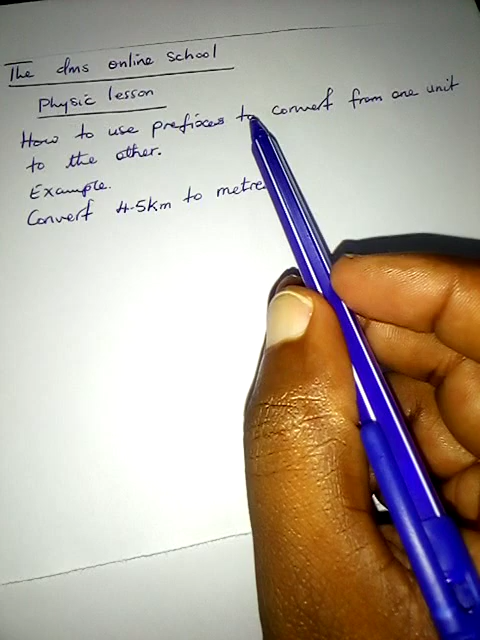 The dms online school
Physic lesson
How to use prefixes to convert from one unit
to the other.
Example.
Convert 4.5km to metre